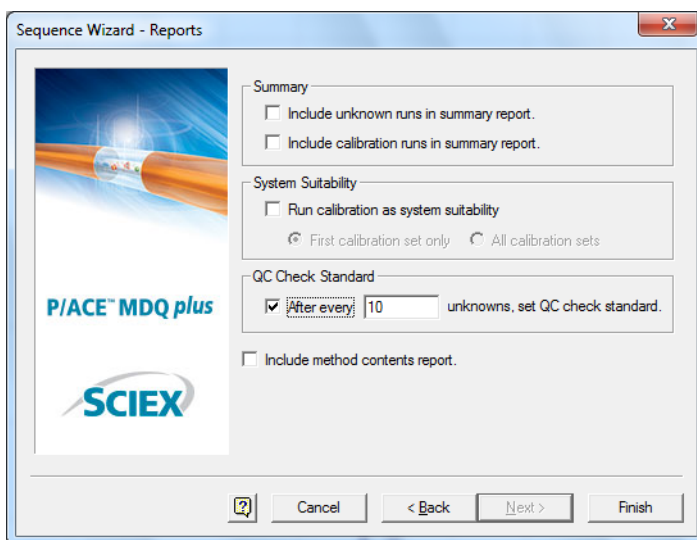 Sequence Wizard - Reports
Summary
Include unknown runs in summary report.
Include calibration runs in summary report.
System Suitability
Run calibration as system suitability
First calibration set only All calibration sets
QC Check Standard
After every 10 unknowns, set QC check standard.
Include method contents report.
P/ACE™ MDQ plus
SCIEX
Cancel < Back Next > Finish